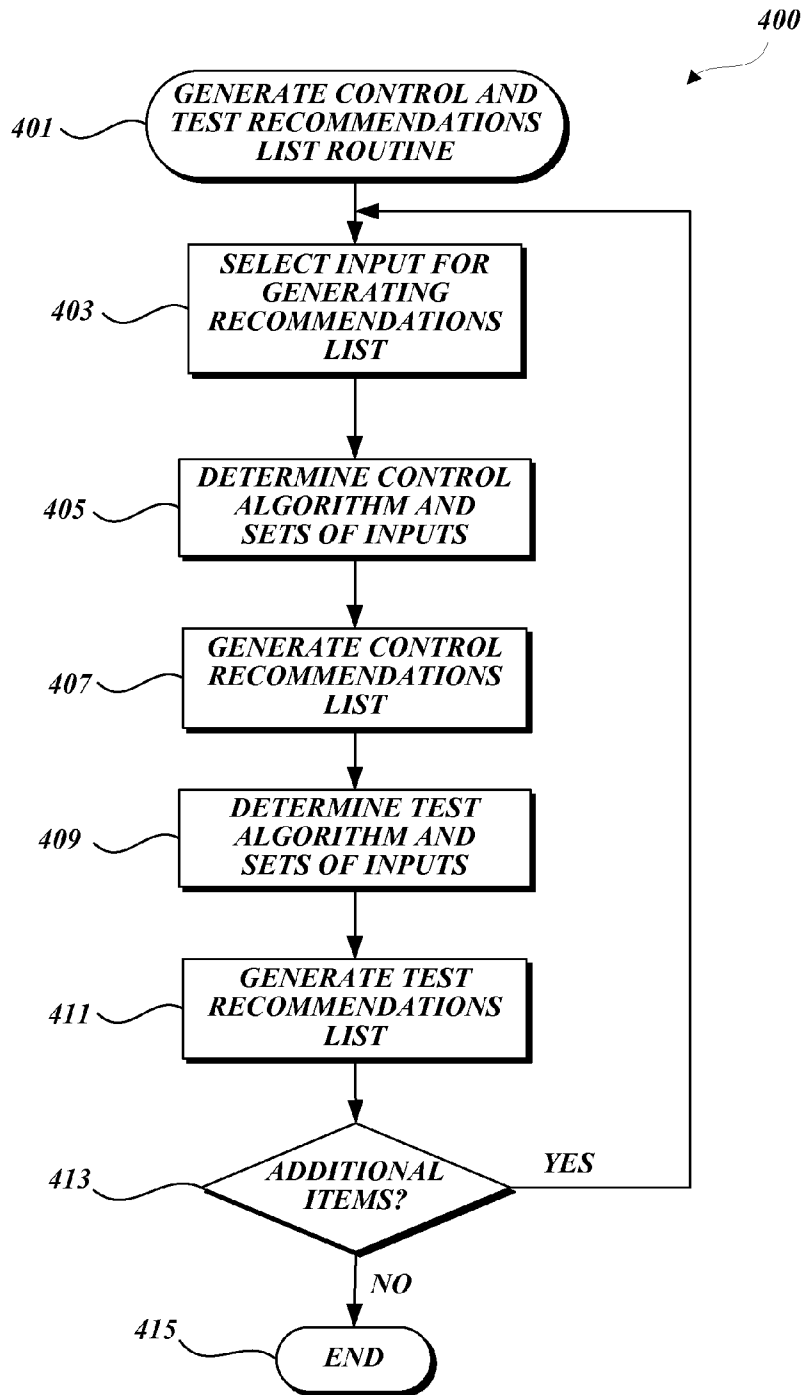 400
GENERATE CONTROL AND
TEST RECOMMENDATIONS
LIST ROUTINE
401
SELECT INPUT FOR
GENERATING
RECOMMENDATIONS
LIST
403
DETERMINE CONTROL
ALGORITHM AND
SETS OF INPUTS
405
GENERATE CONTROL
RECOMMENDATIONS
LIST
407
DETERMINE TEST
ALGORITHM AND
SETS OF INPUTS
409
GENERATE TEST
RECOMMENDATIONS
LIST
411
ADDITIONAL
ITEMS?
413
YES
NO
END
415